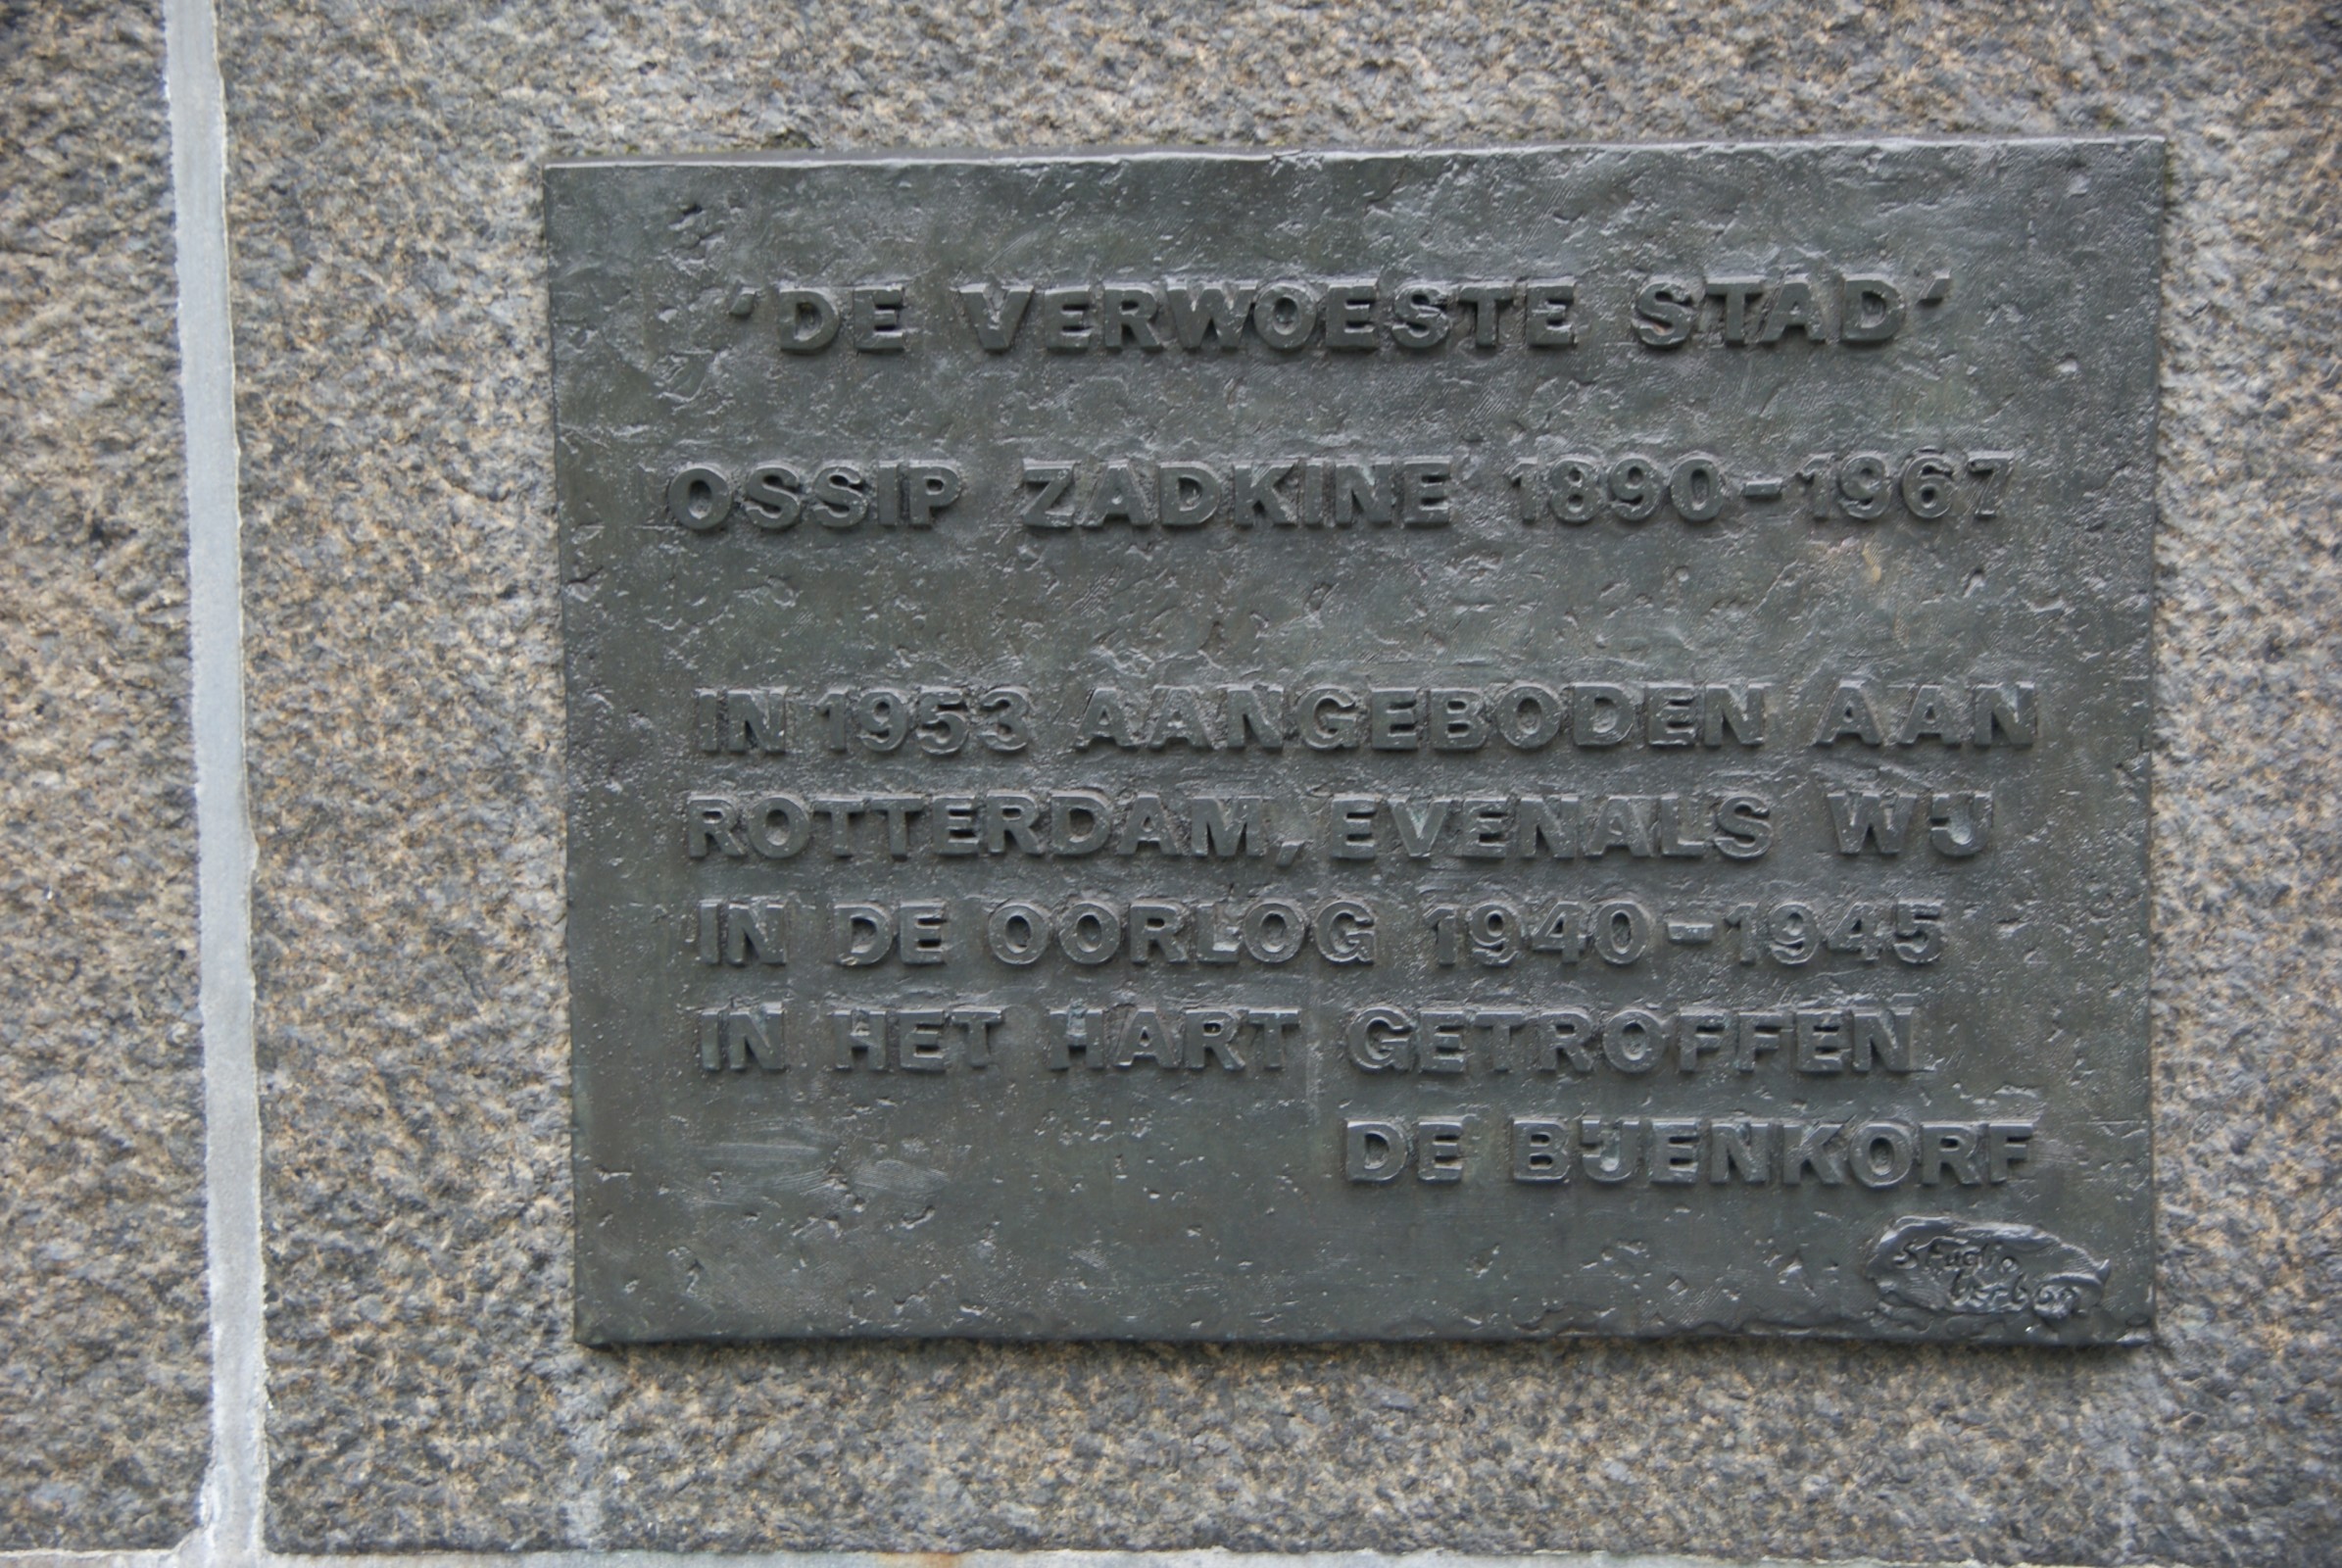 'DE VERWOESTE STAD'
OSSIP ZADKINE 1890-1967
IN 1953 AANGEBODEN AAN
ROTTERDAM, EVENALS WIJ
IN DE OORLOG 1940-1945
IN HET HART GETROFFEN
DE BIJENKORF